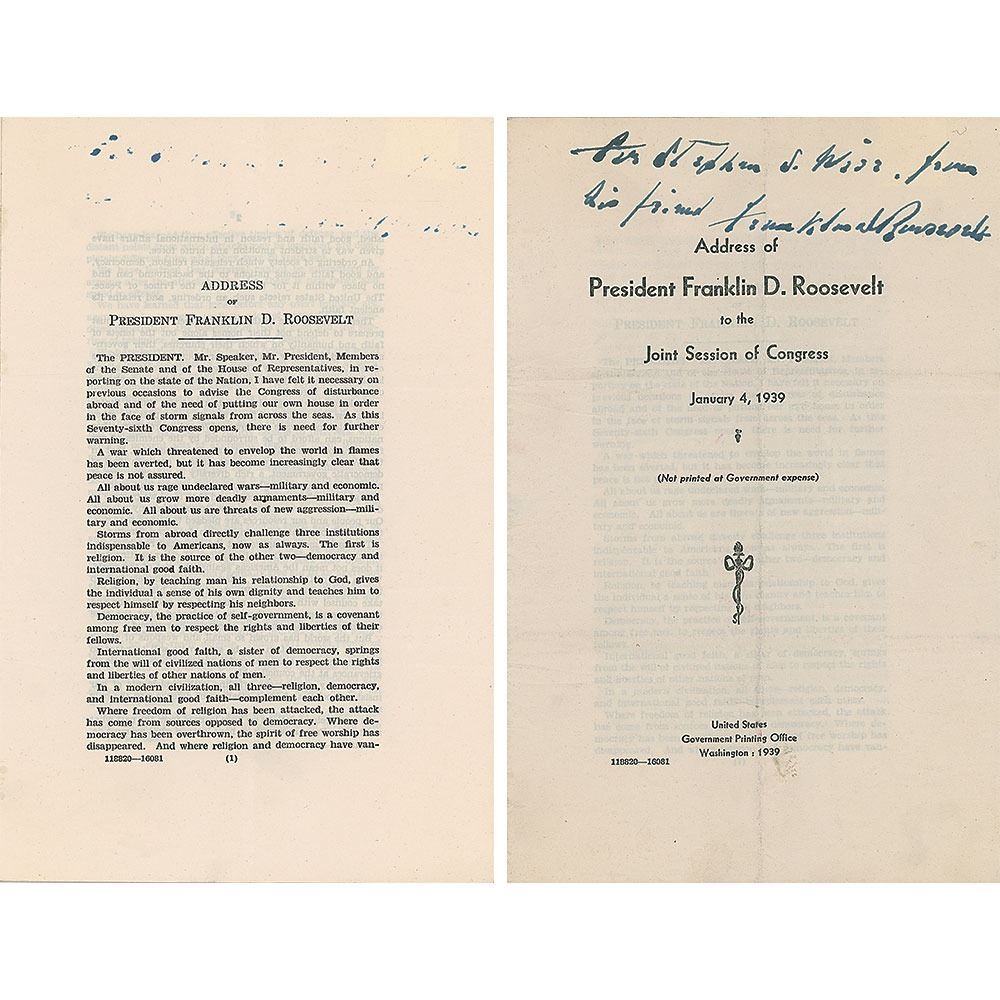 ADDRESS
OF
PRESIDENT FRANKLIN D. ROOSEVELT
The PRESIDENT. Mr. Speaker, Mr. President, Members
of the Senate and of the House of Representatives, in re-
porting on the state of the Nation, I have felt it necessary on
previous occasions to advise the Congress of disturbance
abroad and of the need of putting our own house in order
in the face of storm signals from across the seas. As this
Seventy-sixth Congress opens, there is need for further
warning.
A war which threatened to envelop the world in flames
has been averted, but it has become increasingly clear that
peace is not assured.
All about us rage undeclared wars—military and economic.
All about us grow more deadly armaments—military and
economic. All about us are threats of new aggression—mili-
tary and economic.
Storms from abroad directly challenge three institutions
indispensable to Americans, now as always. The first is
religion. It is the source of the other two—democracy and
international good faith.
Religion, by teaching man his relationship to God, gives
the individual a sense of his own dignity and teaches him to
respect himself by respecting his neighbors.
Democracy, the practice of self-government, is a covenant
among free men to respect the rights and liberties of their
fellows.
International good faith, a sister of democracy, springs
from the will of civilized nations of men to respect the rights
and liberties of other nations of men.
In a modern civilization, all three—religion, democracy,
and international good faith—complement each other.
Where freedom of religion has been attacked, the attack
has come from sources opposed to democracy. Where de-
mocracy has been overthrown, the spirit of free worship has
disappeared. And where religion and democracy have van-
118820—16081 (1)
For Stephen S. Wise, from
his friend Franklin D Roosevelt
Address of
President Franklin D. Roosevelt
to the
Joint Session of Congress
January 4, 1939
(Not printed at Government expense)
United States
Government Printing Office
Washington : 1939
118820—16081